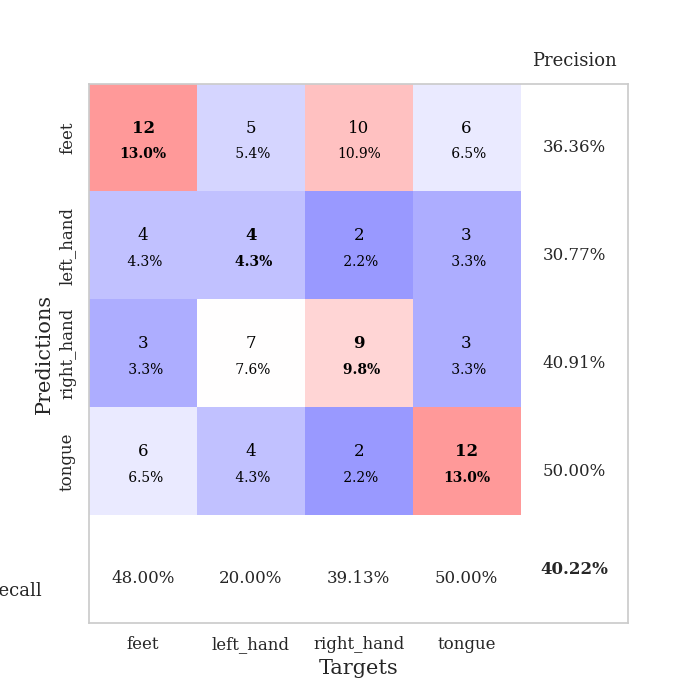 Precision
feet
12 5 10 6
13.0% 5.4% 10.9% 6.5%
36.36%
left_hand
4 4 2 3
4.3% 4.3% 2.2% 3.3%
30.77%
right_hand
3 7 9 3
3.3% 7.6% 9.8% 3.3%
40.91%
tongue
6 4 2 12
6.5% 4.3% 2.2% 13.0%
50.00%
Predictions
ecall
48.00% 20.00% 39.13% 50.00% 40.22%
feet left_hand right_hand tongue
Targets